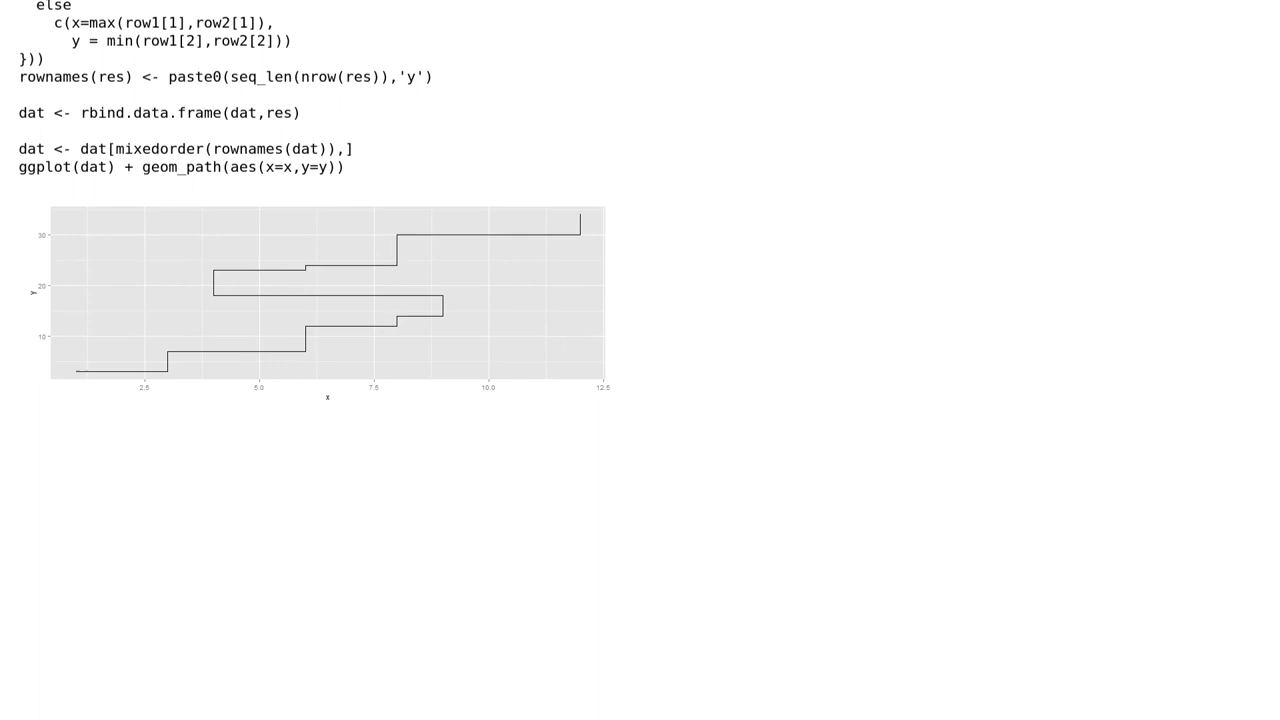 else
c(x=max(row1[1],row2[1]),
y = min(row1[2],row2[2]))
}))
rownames(res) <- paste0(seq_len(nrow(res)),'y')
dat <- rbind.data.frame(dat,res)
dat <- dat[mixedorder(rownames(dat)),]
ggplot(dat) + geom_path(aes(x=x,y=y))
30
20
10
y
2.5 5.0 7.5 10.0 12.5
x